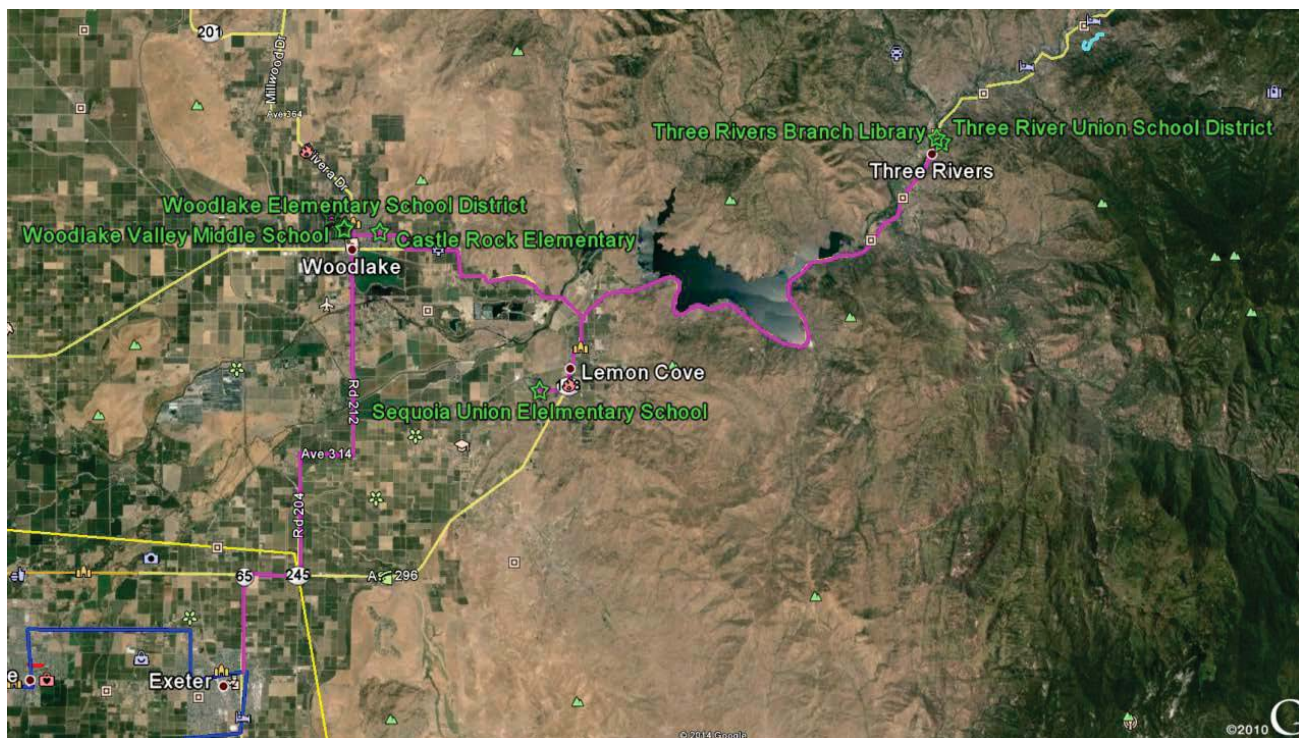 201
Millwood Dr
Ave 364
ivera Dr
Three Rivers Branch Library
Three River Union School District
Three Rivers
Woodlake Elementary School District
Woodlake Valley Middle School
Castle Rock Elementary
Woodlake
Lemon Cove
Sequoia Union Elelmentary School
Rd 212
Ave 314
Rd 204
65
245
296
e
Exeter
© 2014 Google
©2010
G